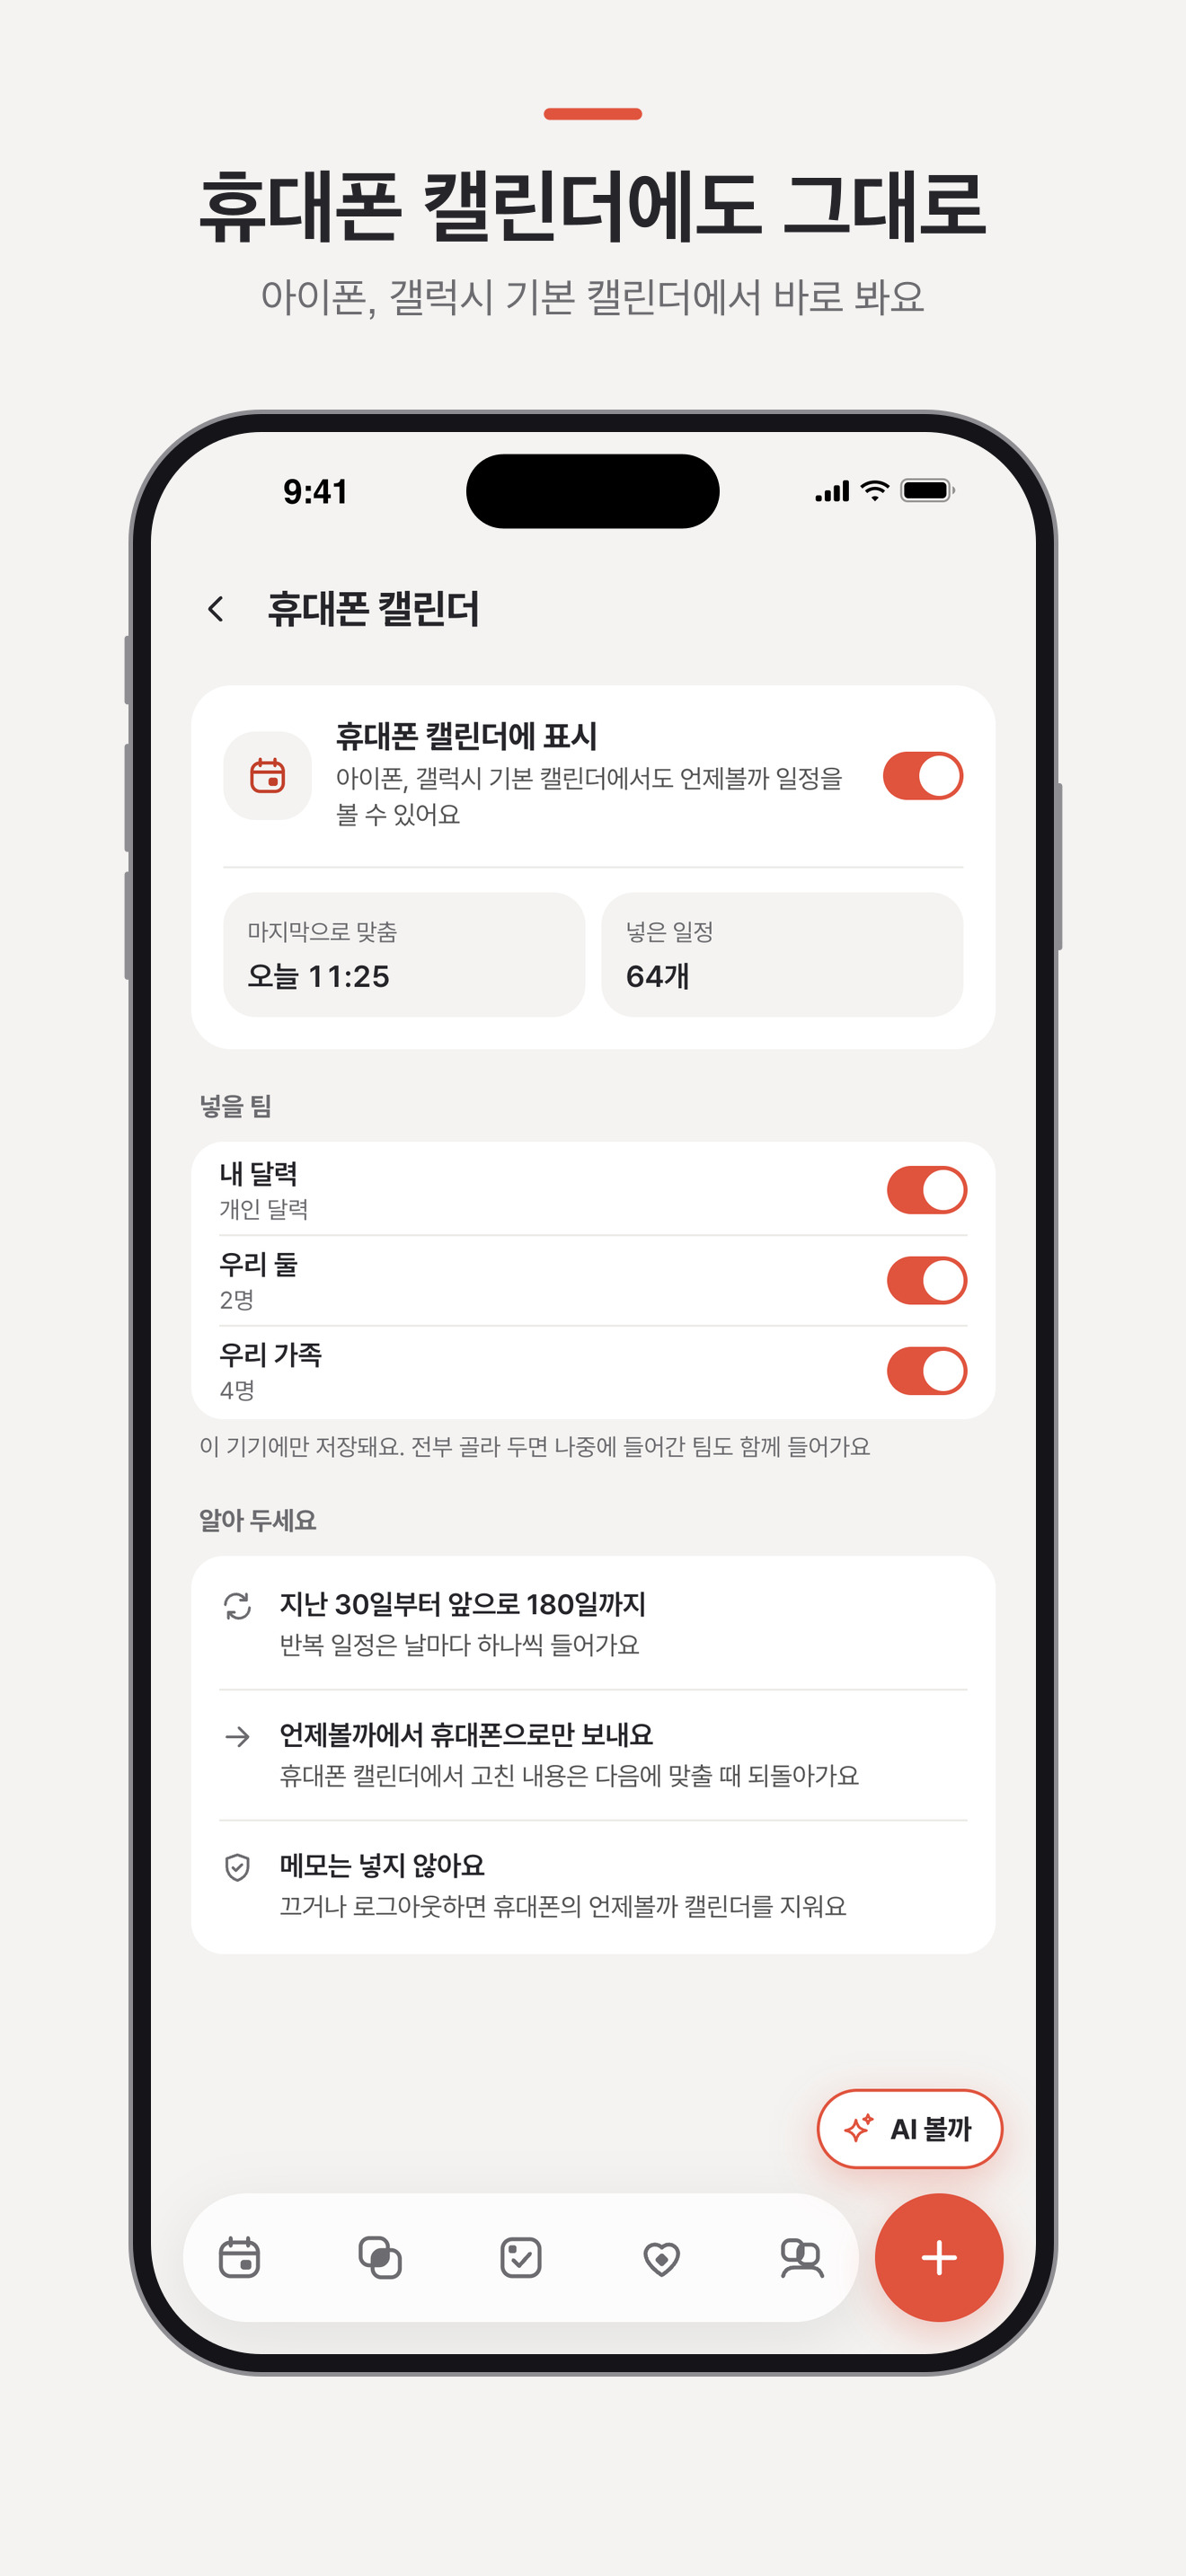 휴대폰 캘린더에도 그대로
아이폰, 갤럭시 기본 캘린더에서 바로 봐요
9:41
휴대폰 캘린더
휴대폰 캘린더에 표시
아이폰, 갤럭시 기본 캘린더에서도 언제볼까 일정을
볼 수 있어요
마지막으로 맞춤
오늘 11:25
넣은 일정
64개
넣을 팀
내 달력
개인 달력
우리 둘
2명
우리 가족
4명
이 기기에만 저장돼요. 전부 골라 두면 나중에 들어간 팀도 함께 들어가요
알아 두세요
지난 30일부터 앞으로 180일까지
반복 일정은 날마다 하나씩 들어가요
언제볼까에서 휴대폰으로만 보내요
휴대폰 캘린더에서 고친 내용은 다음에 맞출 때 되돌아가요
메모는 넣지 않아요
끄거나 로그아웃하면 휴대폰의 언제볼까 캘린더를 지워요
AI 볼까